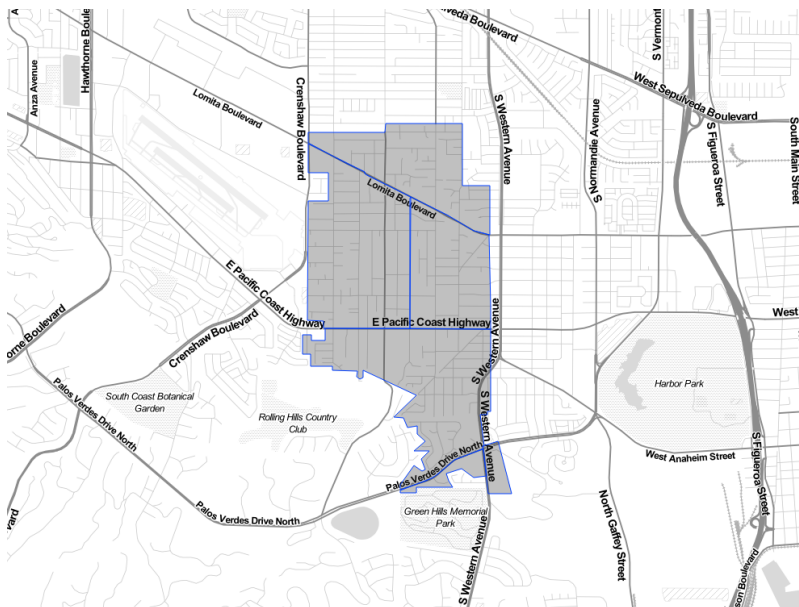 Anza Avenue
Hawthorne Boule
Lomita Boulevard
Crenshaw Boulevard
Lomita Boulevard
S Western Avenue
S Normandie Avenue
S Vermont
West Sepulveda Boulevard
S Figueroa Street
South Main Street
E Pacific Coast Highway
E Pacific Coast Highway
Crenshaw Boulevard
S Western Avenue
West
Harbor Park
South Coast Botanical
Garden
Rolling Hills Country
Club
Palos Verdes Drive North
S Western Avenue
Palos Verdes Drive North
West Anaheim Street
S Figueroa Street
Palos Verdes Drive North
Green Hills Memorial
Park
North Gaffey Street
S Western Avenue
son Boulevard
orne Boulevard
vard
veda Boulevard